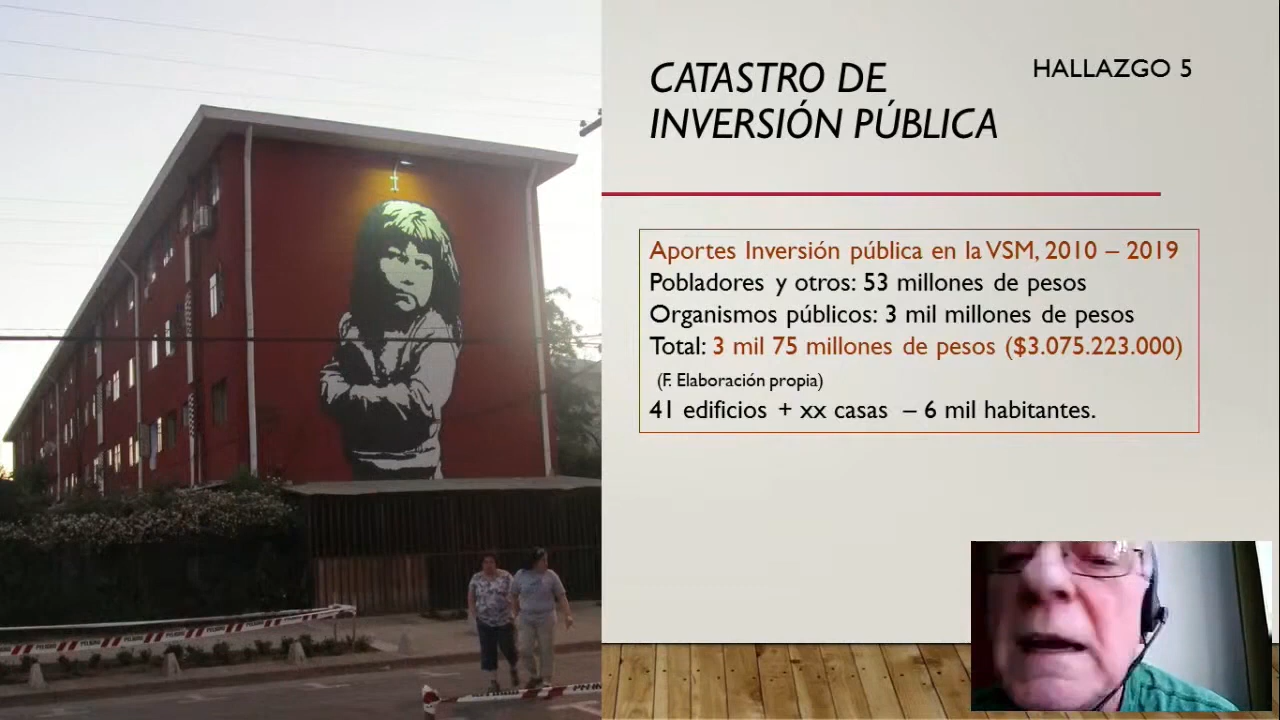 CATASTRO DE
INVERSIÓN PÚBLICA
HALLAZGO 5
Aportes Inversión pública en la VSM, 2010 – 2019
Pobladores y otros: 53 millones de pesos
Organismos públicos: 3 mil millones de pesos
Total: 3 mil 75 millones de pesos ($3.075.223.000)
(F. Elaboración propia)
41 edificios + xx casas – 6 mil habitantes.